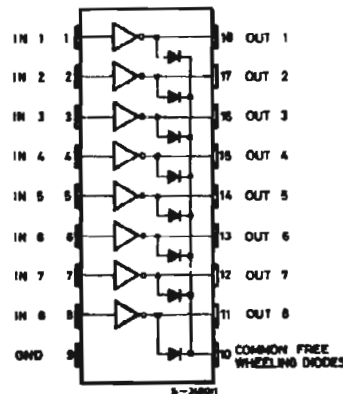 IN 1 1 18 OUT 1
IN 2 2 17 OUT 2
IN 3 3 16 OUT 3
IN 4 4 15 OUT 4
IN 5 5 14 OUT 5
IN 6 6 13 OUT 6
IN 7 7 12 OUT 7
IN 8 8 11 OUT 8
GND 9 10 COMMON FREE
WHEELING DIODES